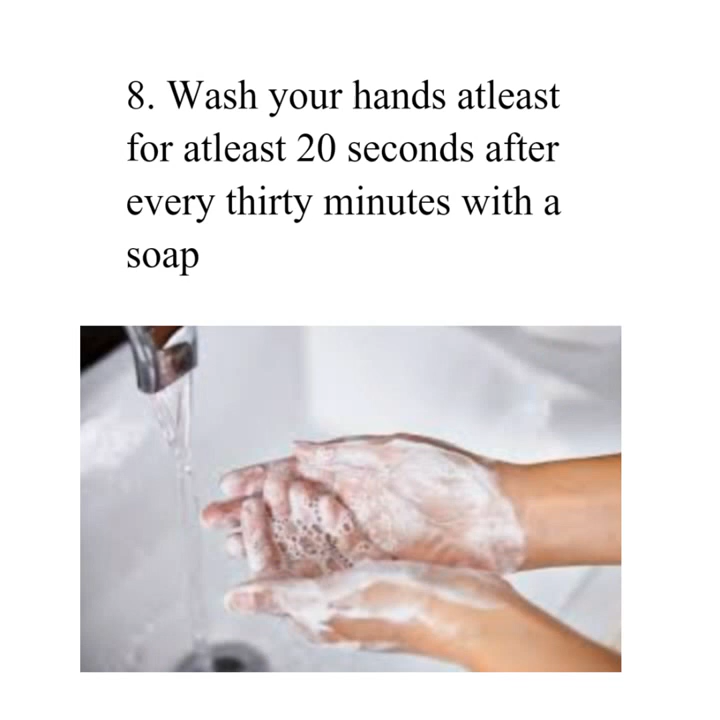 8. Wash your hands atleast
for atleast 20 seconds after
every thirty minutes with a
soap